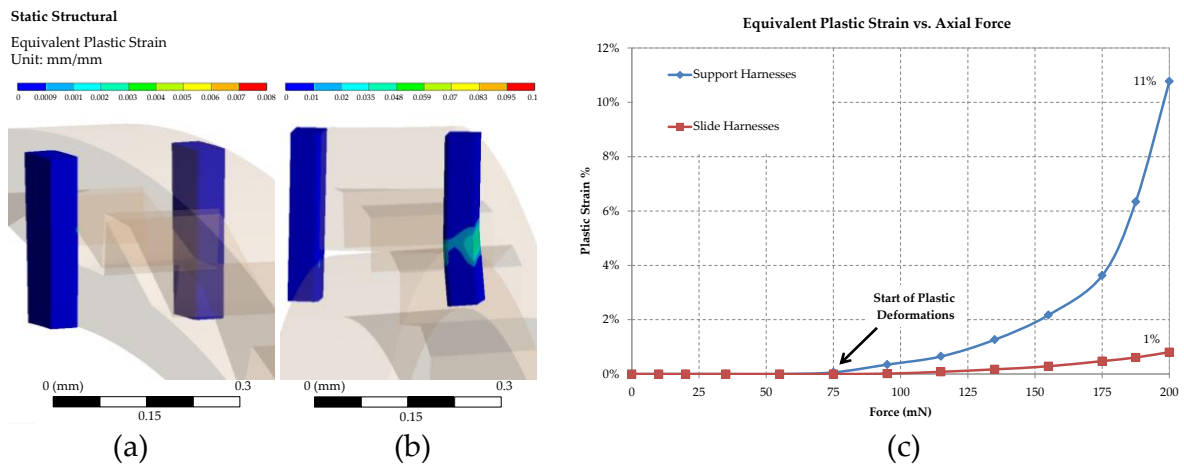 Static Structural
Equivalent Plastic Strain
Unit: mm/mm
0 0.0009 0.001 0.002 0.004 0.005 0.006 0.007 0.008
0 0.01 0.02 0.035 0.048 0.059 0.07 0.083 0.095 0.1
0 (mm) 0.3
0.15
(a)
0 (mm) 0.3
0.15
(b)
Equivalent Plastic Strain vs. Axial Force
12%
10%
8%
6%
4%
2%
0%
Plastic Strain %
Support Harnesses
Slide Harnesses
11%
Start of Plastic
Deformations
1%
0 25 50 75 100 125 150 175 200
Force (mN)
(c)